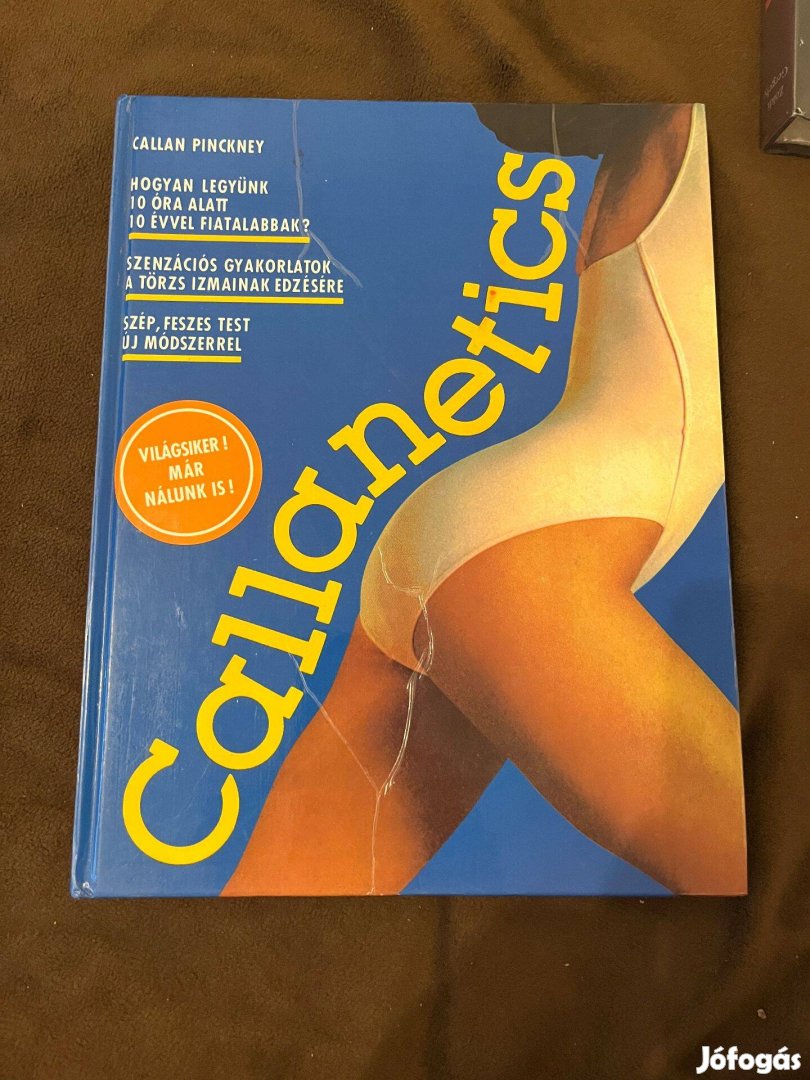 CALLAN PINCKNEY
HOGYAN LEGYÜNK
10 ÓRA ALATT
10 ÉVVEL FIATALABBAK?
SZENZÁCIÓS GYAKORLATOK
A TÖRZS IZMAINAK EDZÉSÉRE
SZÉP, FESZES TEST
ÚJ MÓDSZERREL
VILÁGSIKER!
MÁR
NÁLUNK IS!
Callanetics
Jófogás